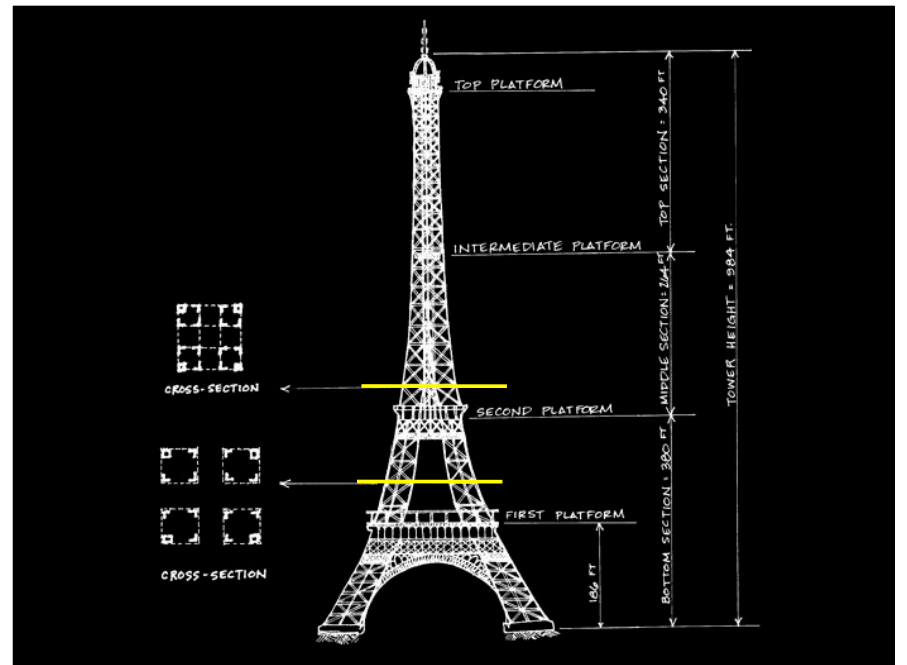 TOP PLATFORM
TOP SECTION = 340 FT
INTERMEDIATE PLATFORM
TOWER HEIGHT = 984 FT.
MIDDLE SECTION = 264 FT
CROSS-SECTION
SECOND PLATFORM
BOTTOM SECTION = 380 FT
FIRST PLATFORM
186 FT
CROSS-SECTION